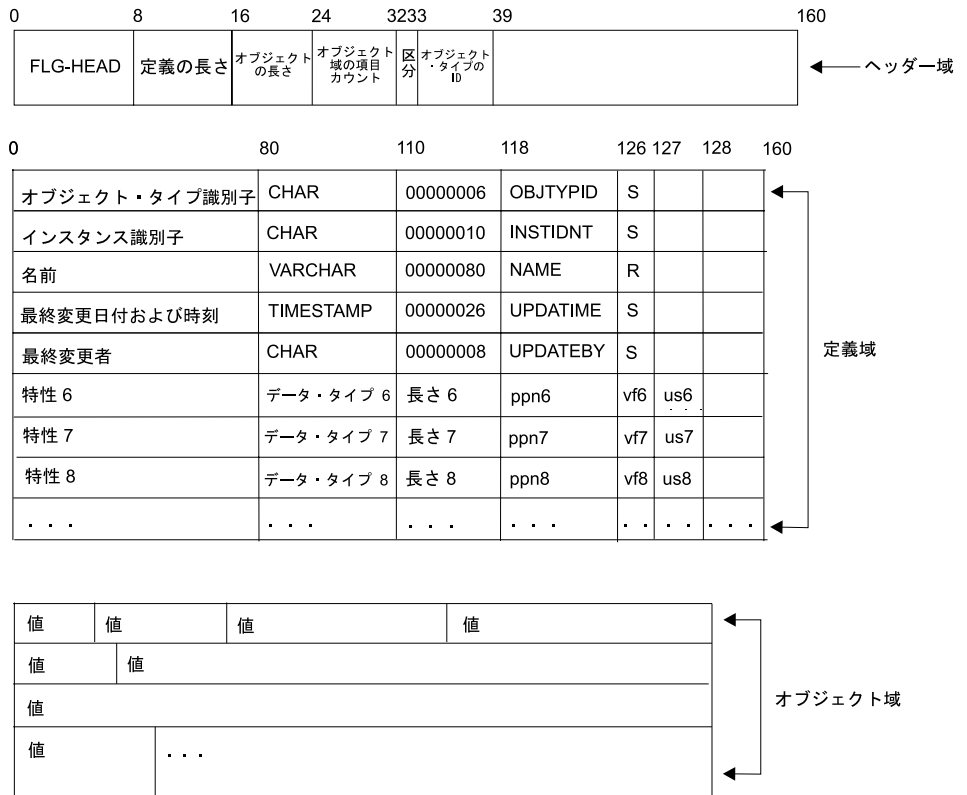 0 8 16 24 32 33 39 160
FLG-HEAD 定義の長さ オブジェクトの長さ オブジェクト域の項目カウント 区分 オブジェクト・タイプのID
ヘッダー域
0 80 110 118 126 127 128 160
オブジェクト・タイプ識別子 CHAR 00000006 OBJTYPID S
インスタンス識別子 CHAR 00000010 INSTIDNT S
名前 VARCHAR 00000080 NAME R
最終変更日付および時刻 TIMESTAMP 00000026 UPDATIME S
最終変更者 CHAR 00000008 UPDATEBY S
定義域
特性 6 データ・タイプ 6 長さ 6 ppn6 vf6 us6
特性 7 データ・タイプ 7 長さ 7 ppn7 vf7 us7
特性 8 データ・タイプ 8 長さ 8 ppn8 vf8 us8
. . . . . . . . . . . . . . . . . . .
値 値 値 値
値 値
値
オブジェクト域
値 . . .